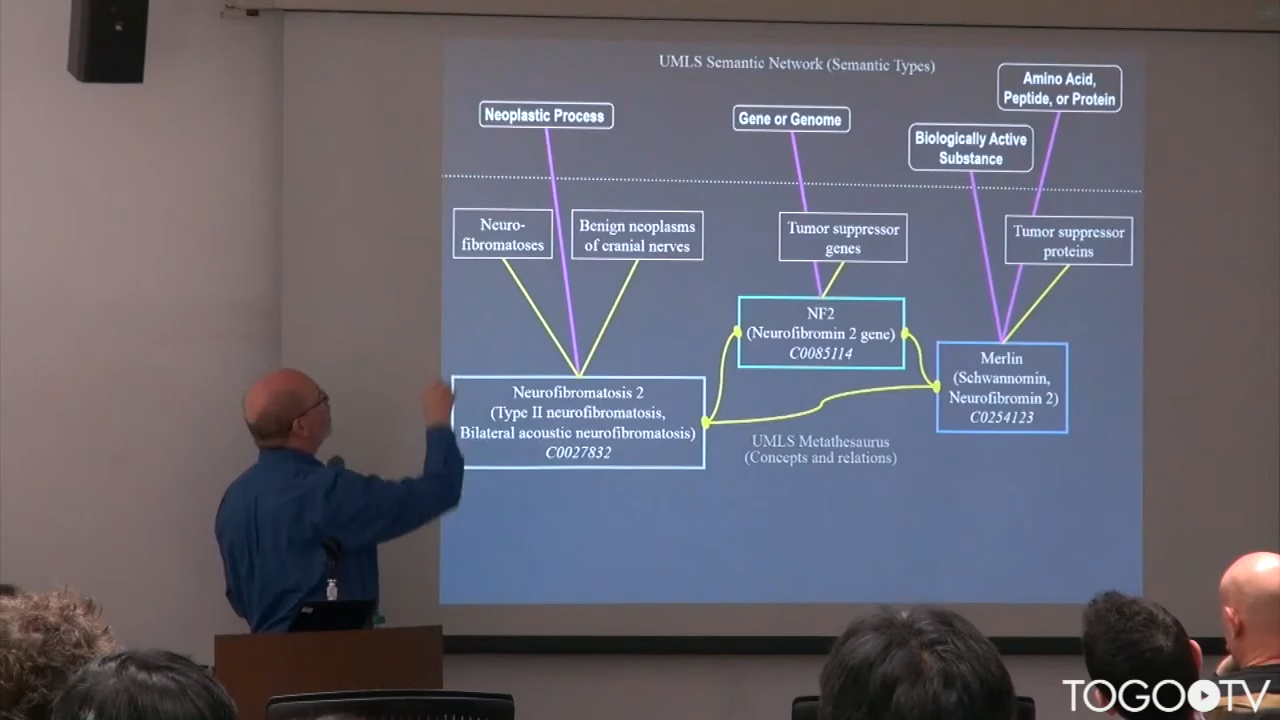 UMLS Semantic Network (Semantic Types)
Neoplastic Process
Gene or Genome
Biologically Active
Substance
Amino Acid,
Peptide, or Protein
Neuro-
fibromatoses
Benign neoplasms
of cranial nerves
Tumor suppressor
genes
Tumor suppressor
proteins
NF2
(Neurofibromin 2 gene)
C0085114
Merlin
(Schwannomin,
Neurofibromin 2)
C0254123
Neurofibromatosis 2
(Type II neurofibromatosis,
Bilateral acoustic neurofibromatosis)
C0027832
UMLS Metathesaurus
(Concepts and relations)
TOGO TV